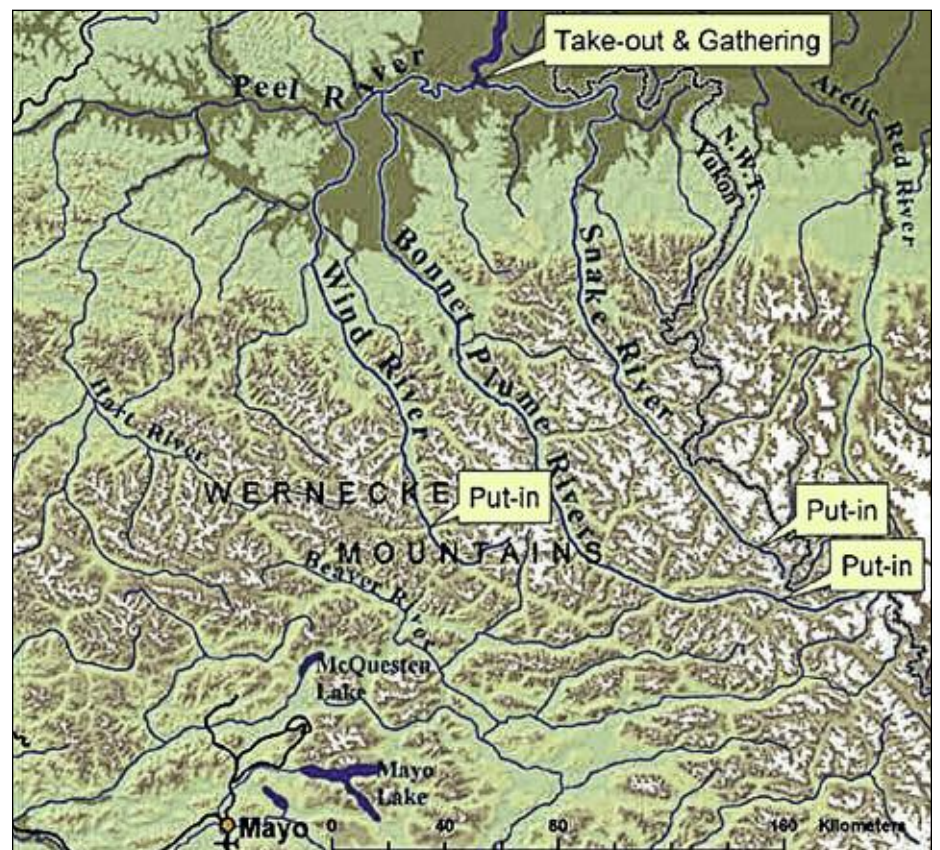 Take-out & Gathering
Peel River
Arctic Red River
N.W.T.
Yukon
Bonnet Plume Rivers
Snake River
Wind River
Hart River
WERNECKE
MOUNTAINS
Put-in
Put-in
Put-in
Beaver River
McQuesten
Lake
Mayo
Lake
Mayo
0 40 80 160 Kilometers